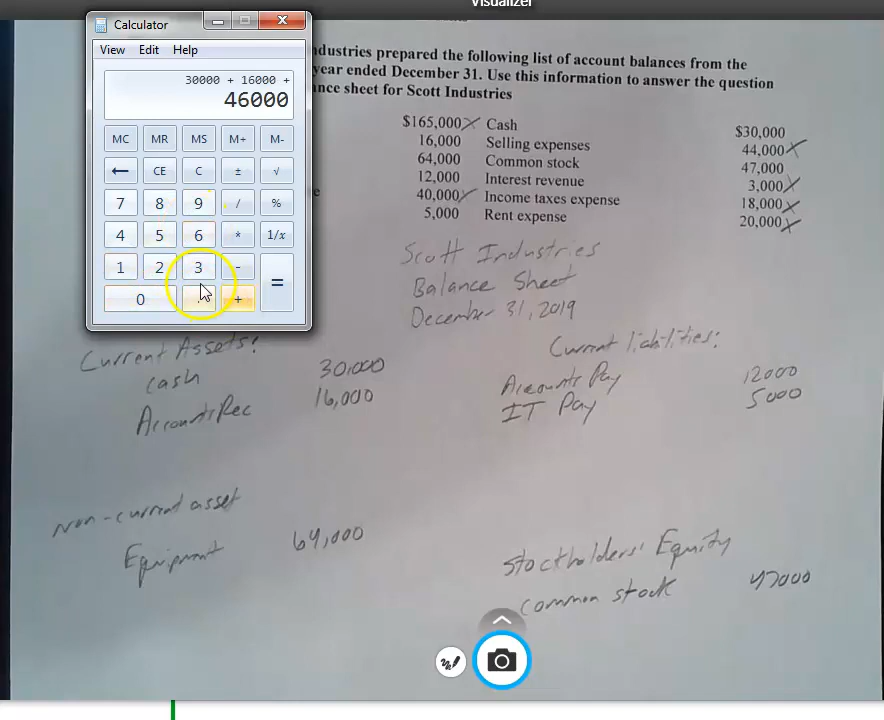 Visualizer
Calculator
View Edit Help
30000 + 16000 +
46000
MC MR MS M+ M-
← CE C ± √
7 8 9 / %
4 5 6 * 1/x
1 2 3 - =
0 . +
ndustries prepared the following list of account balances from the
year ended December 31. Use this information to answer the question
nce sheet for Scott Industries
$165,000 Cash $30,000
16,000 Selling expenses 44,000
64,000 Common stock 47,000
12,000 Interest revenue 3,000
e 40,000 Income taxes expense 18,000
5,000 Rent expense 20,000
Scott Industries
Balance Sheet
December 31, 2019
Current Assets:
Cash 30,000
Accounts Rec 16,000
Non-current asset
Equipment 64,000
Current liabilities:
Accounts Pay 12000
IT Pay 5000
Stockholders' Equity
Common stock 47000